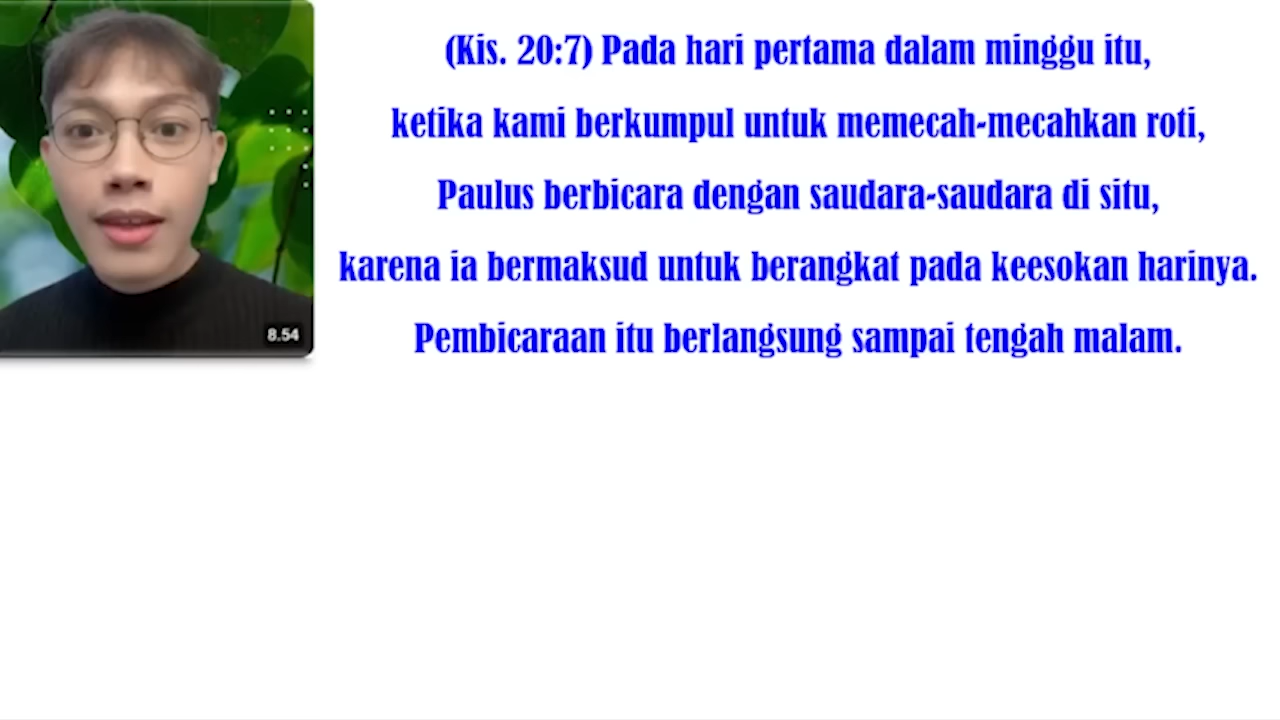 (Kis. 20:7) Pada hari pertama dalam minggu itu,
ketika kami berkumpul untuk memecah-mecahkan roti,
Paulus berbicara dengan saudara-saudara di situ,
karena ia bermaksud untuk berangkat pada keesokan harinya.
Pembicaraan itu berlangsung sampai tengah malam.
8.54